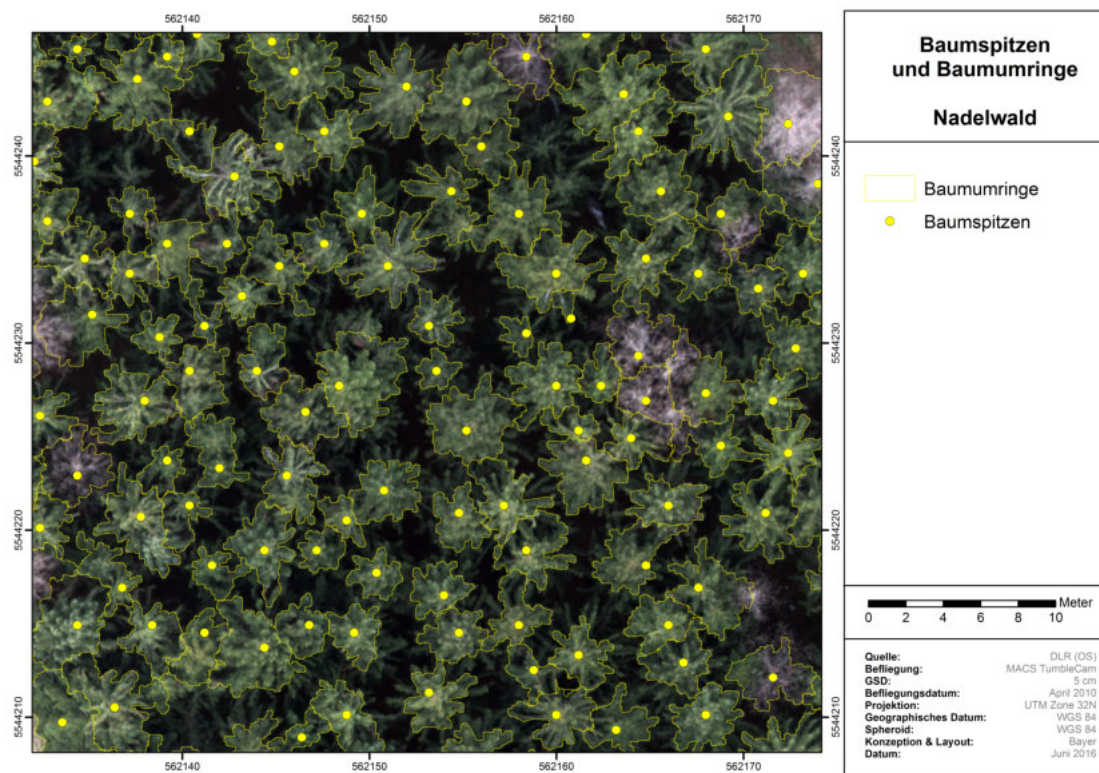 562140 562150 562160 562170
5544240
5544230
5544220
5544210
5544240
5544230
5544220
5544210
562140 562150 562160 562170
Baumspitzen
und Baumumringe
Nadelwald
Baumumringe
Baumspitzen
0 2 4 6 8 10 Meter
Quelle: DLR (OS)
Befliegung: MACS TumbleCam
GSD: 5 cm
Befliegungsdatum: April 2010
Projektion: UTM Zone 32N
Geographisches Datum: WGS 84
Spheroid: WGS 84
Konzeption & Layout: Bayer
Datum: Juni 2016